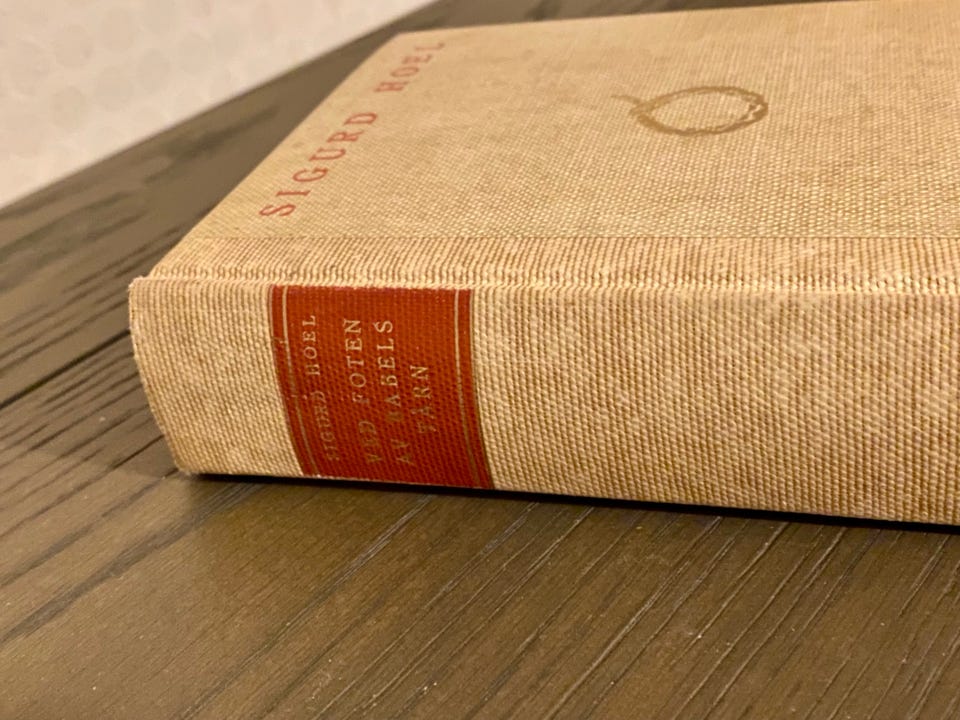 SIGURD HOEL
SIGURD HOEL
VED FOTEN
AV BABELS
TÅRN